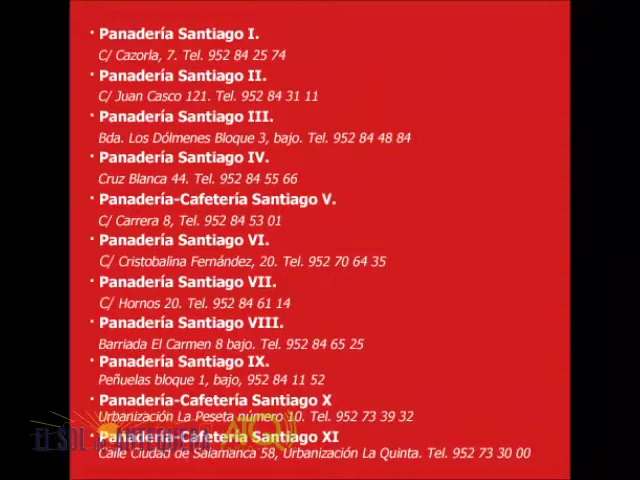 · Panadería Santiago I.
C/ Cazorla, 7. Tel. 952 84 25 74
· Panadería Santiago II.
C/ Juan Casco 121. Tel. 952 84 31 11
· Panadería Santiago III.
Bda. Los Dólmenes Bloque 3, bajo. Tel. 952 84 48 84
· Panadería Santiago IV.
Cruz Blanca 44. Tel. 952 84 55 66
· Panadería-Cafetería Santiago V.
C/ Carrera 8, Tel. 952 84 53 01
· Panadería Santiago VI.
C/ Cristobalina Fernández, 20. Tel. 952 70 64 35
· Panadería Santiago VII.
C/ Hornos 20. Tel. 952 84 61 14
· Panadería Santiago VIII.
Barriada El Carmen 8 bajo. Tel. 952 84 65 25
· Panadería Santiago IX.
Peñuelas bloque 1, bajo, 952 84 11 52
· Panadería-Cafetería Santiago X
Urbanización La Peseta número 10. Tel. 952 73 39 32
· Panadería-Cafetería Santiago XI
Calle Ciudad de Salamanca 58, Urbanización La Quinta. Tel. 952 73 30 00
EL SOL DE ANTEQUERA